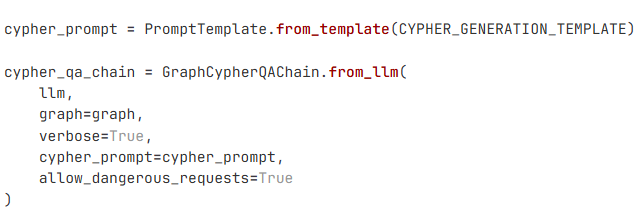 cypher_prompt = PromptTemplate.from_template(CYPHER_GENERATION_TEMPLATE)
cypher_qa_chain = GraphCypherQAChain.from_llm(
    llm,
    graph=graph,
    verbose=True,
    cypher_prompt=cypher_prompt,
    allow_dangerous_requests=True
)